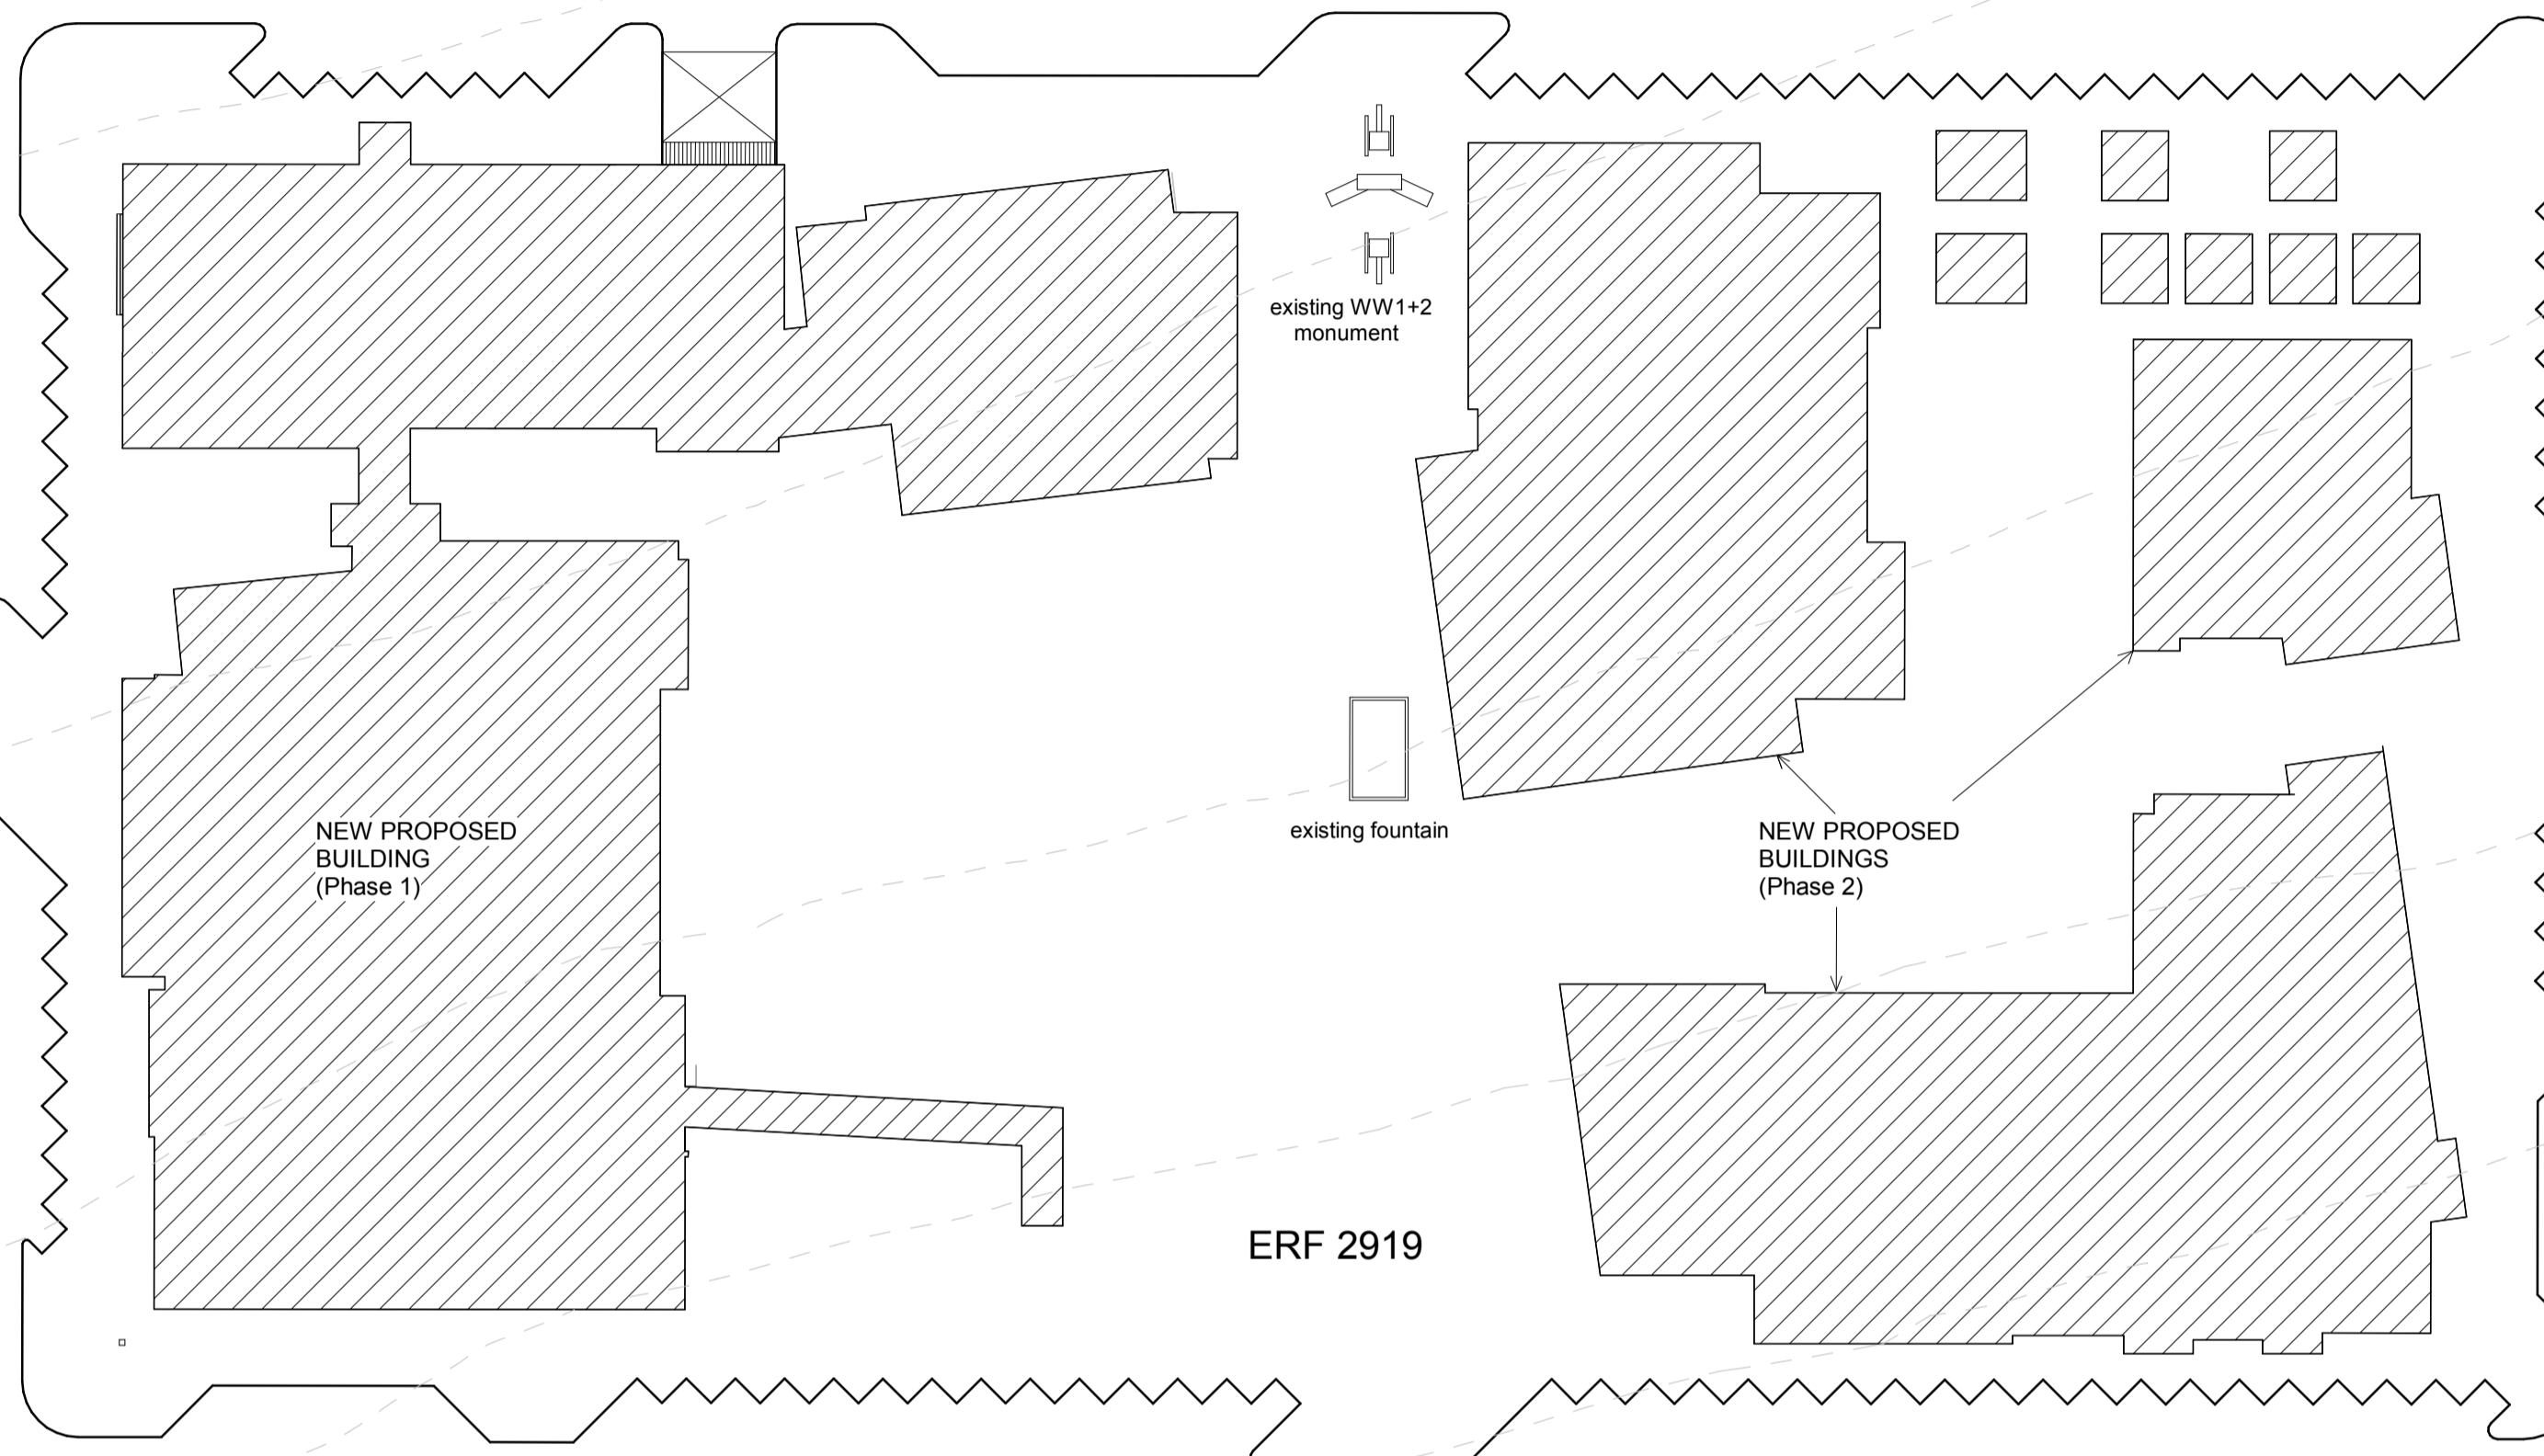 existing WW1+2
monument
existing fountain
NEW PROPOSED
BUILDING
(Phase 1)
NEW PROPOSED
BUILDINGS
(Phase 2)
ERF 2919